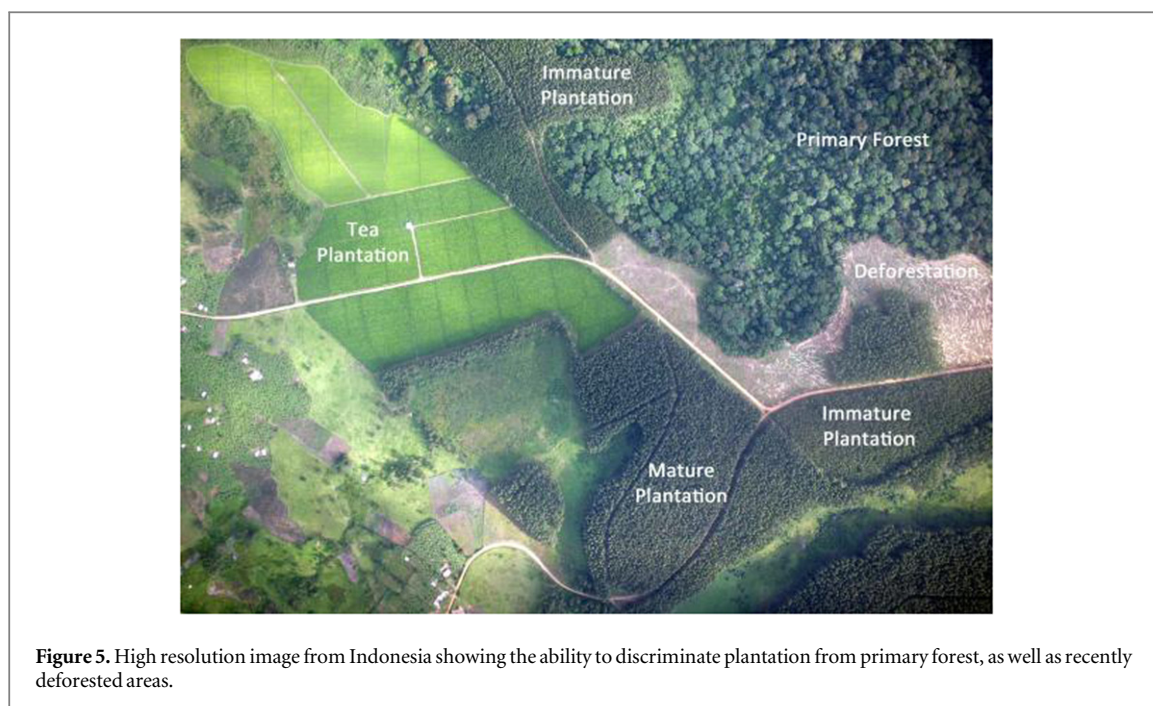 Immature
Plantation
Primary Forest
Tea
Plantation
Deforestation
Immature
Plantation
Mature
Plantation
Figure 5. High resolution image from Indonesia showing the ability to discriminate plantation from primary forest, as well as recently
deforested areas.